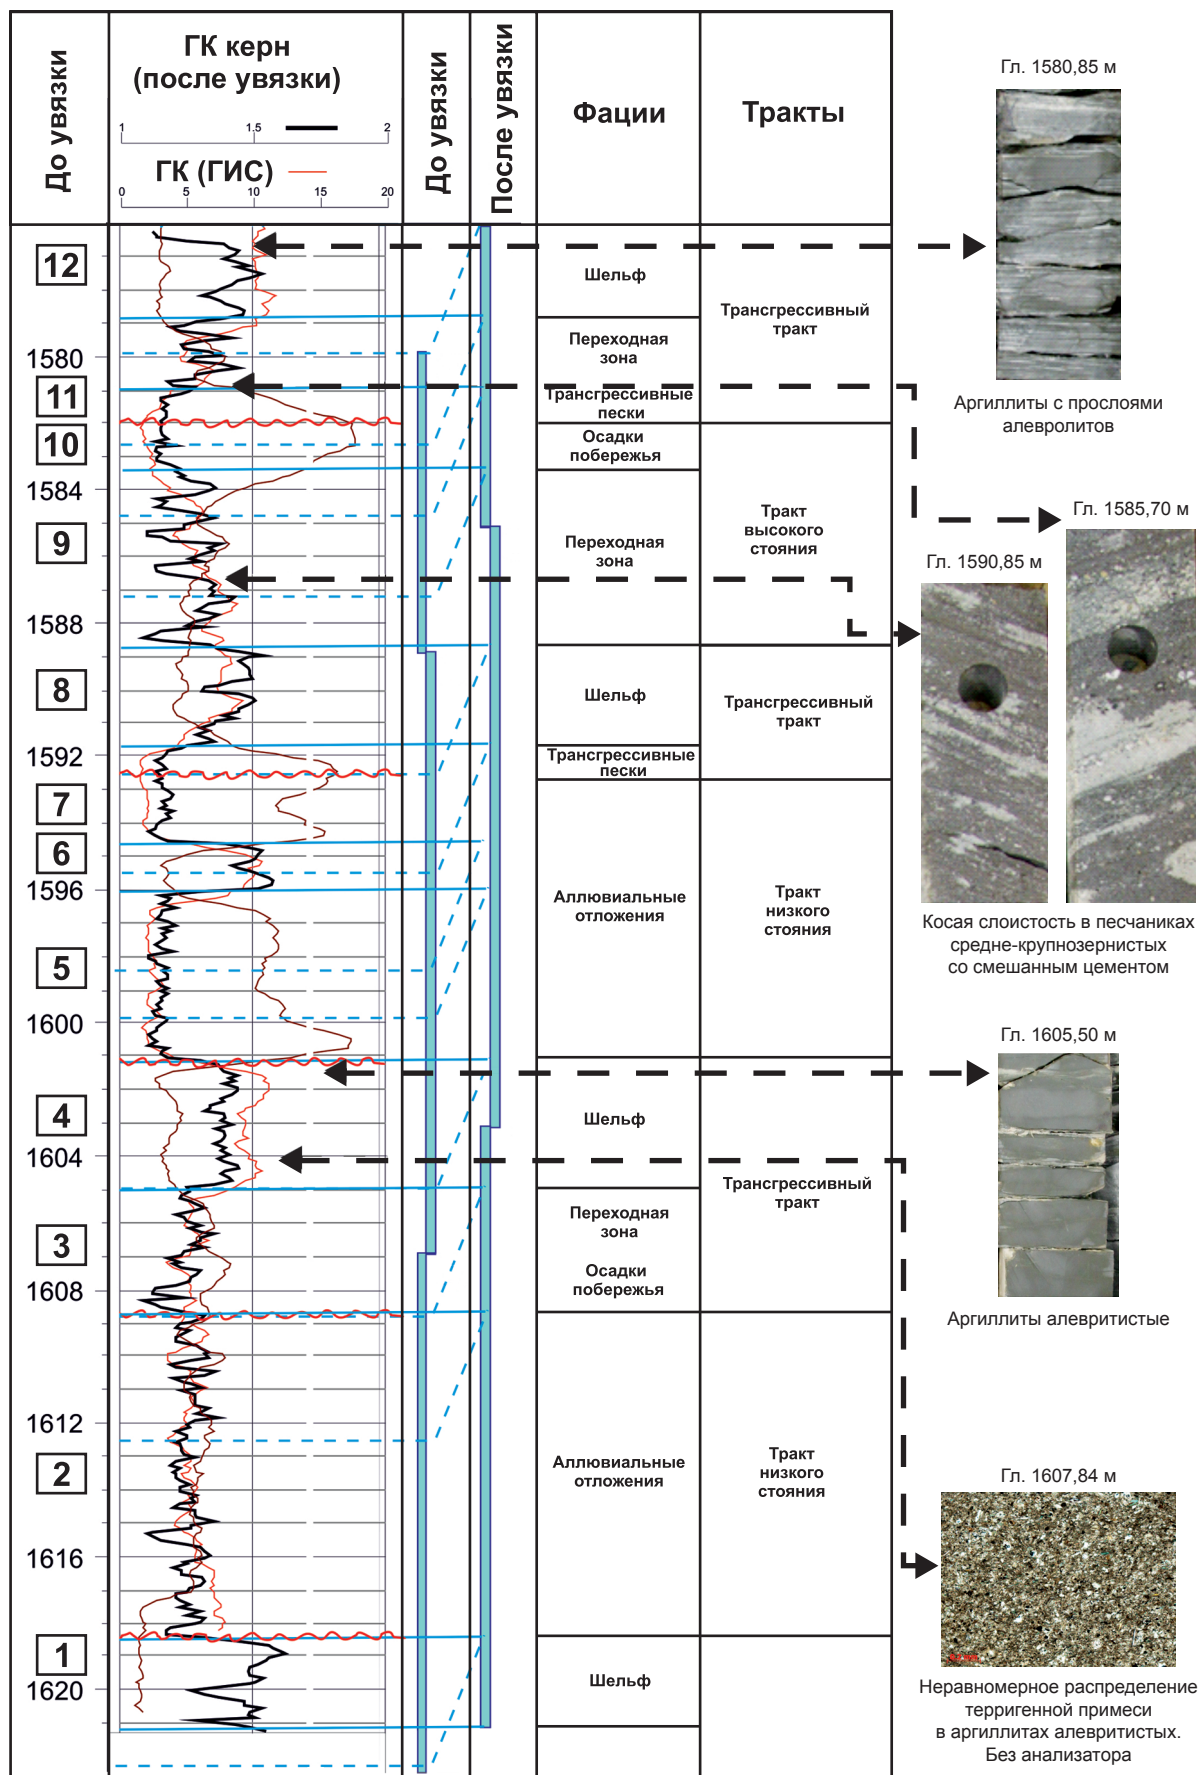 До увязки
ГК керн
(после увязки)
1 1.5 2
ГК (ГИС)
0 5 10 15 20
До увязки
После увязки
Фации
Тракты
12
1580
11
10
1584
9
1588
8
1592
7
6
1596
5
1600
4
1604
3
1608
1612
2
1616
1
1620
Шельф
Переходная
зона
Трансгрессивные
пески
Осадки
побережья
Переходная
зона
Шельф
Трансгрессивные
пески
Аллювиальные
отложения
Шельф
Переходная
зона
Осадки
побережья
Аллювиальные
отложения
Шельф
Трансгрессивный
тракт
Тракт
высокого
стояния
Трансгрессивный
тракт
Тракт
низкого
стояния
Трансгрессивный
тракт
Тракт
низкого
стояния
Гл. 1580,85 м
Аргиллиты с прослоями
алевролитов
Гл. 1585,70 м
Гл. 1590,85 м
Косая слоистость в песчаниках
средне-крупнозернистых
со смешанным цементом
Гл. 1605,50 м
Аргиллиты алевритистые
Гл. 1607,84 м
Неравномерное распределение
терригенной примеси
в аргиллитах алевритистых.
Без анализатора